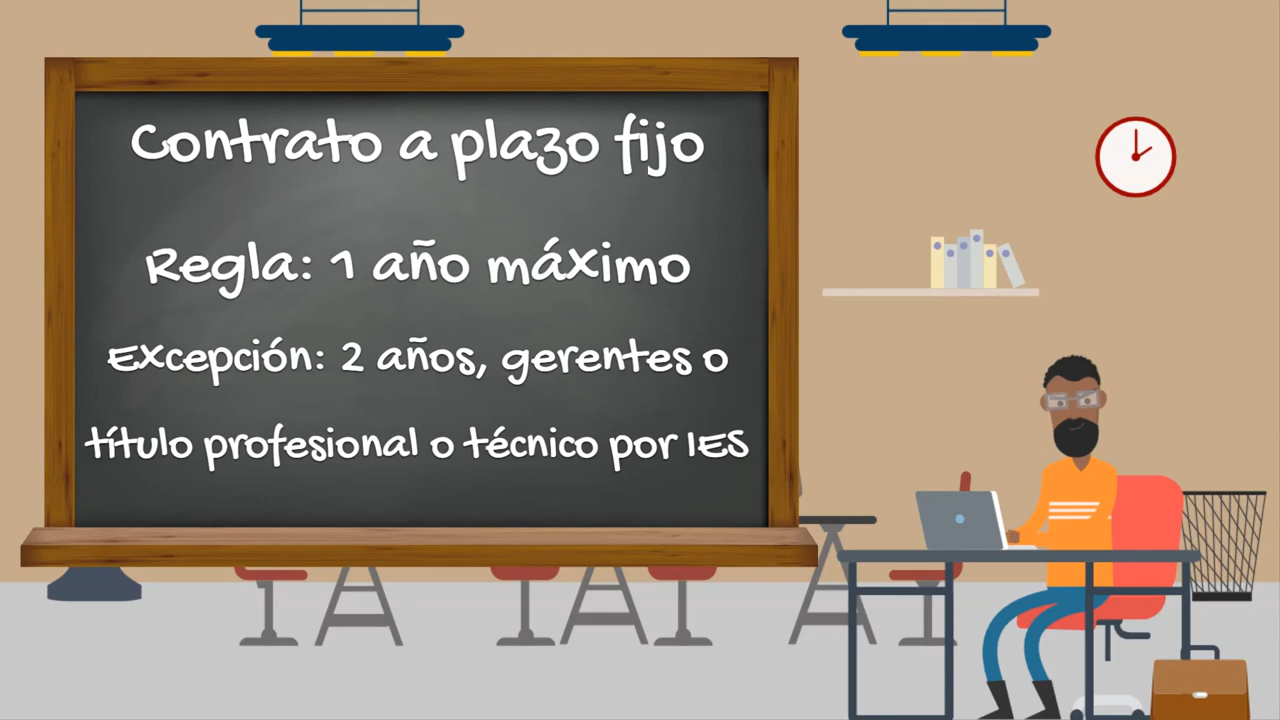 Contrato a plazo fijo
Regla: 1 año máximo
Excepción: 2 años, gerentes o
título profesional o técnico por IES